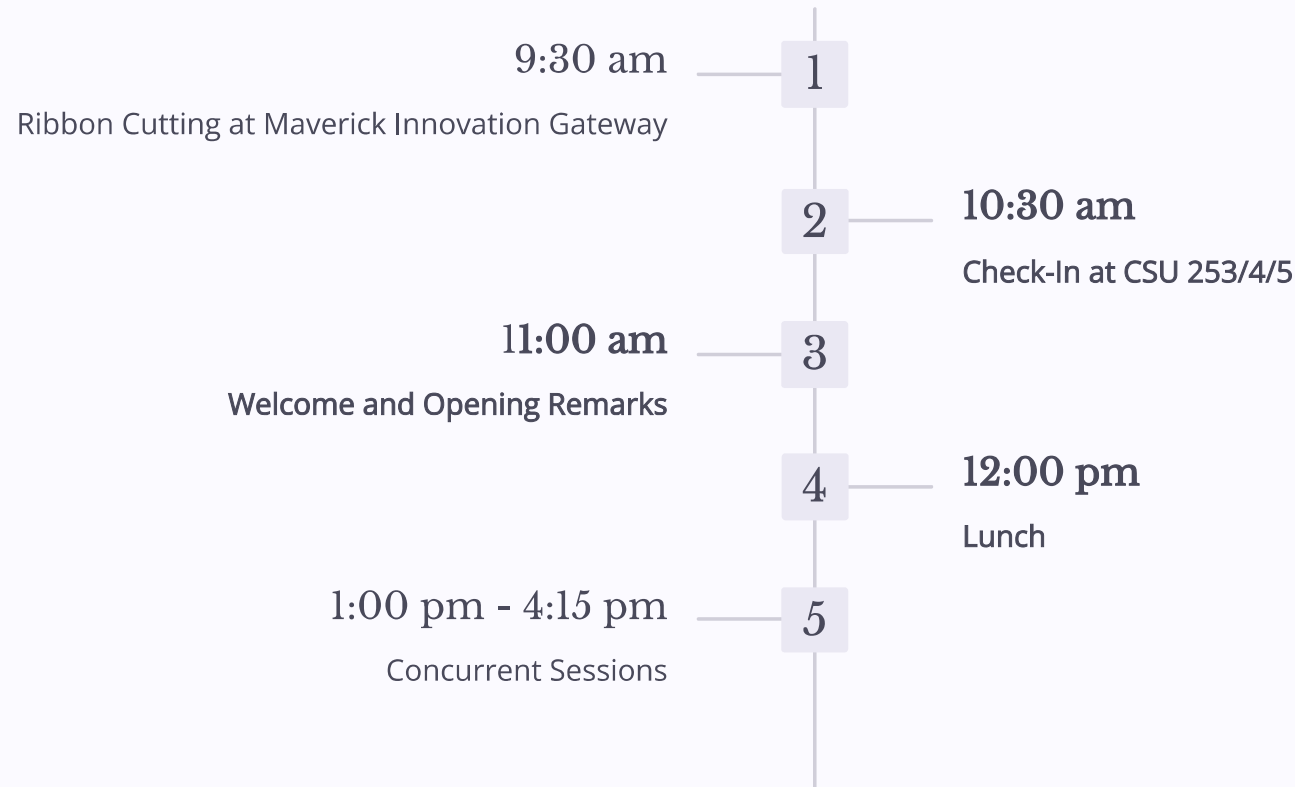 9:30 am
1
Ribbon Cutting at Maverick Innovation Gateway
2
10:30 am
Check-In at CSU 253/4/5
11:00 am
3
Welcome and Opening Remarks
4
12:00 pm
Lunch
1:00 pm - 4:15 pm
5
Concurrent Sessions